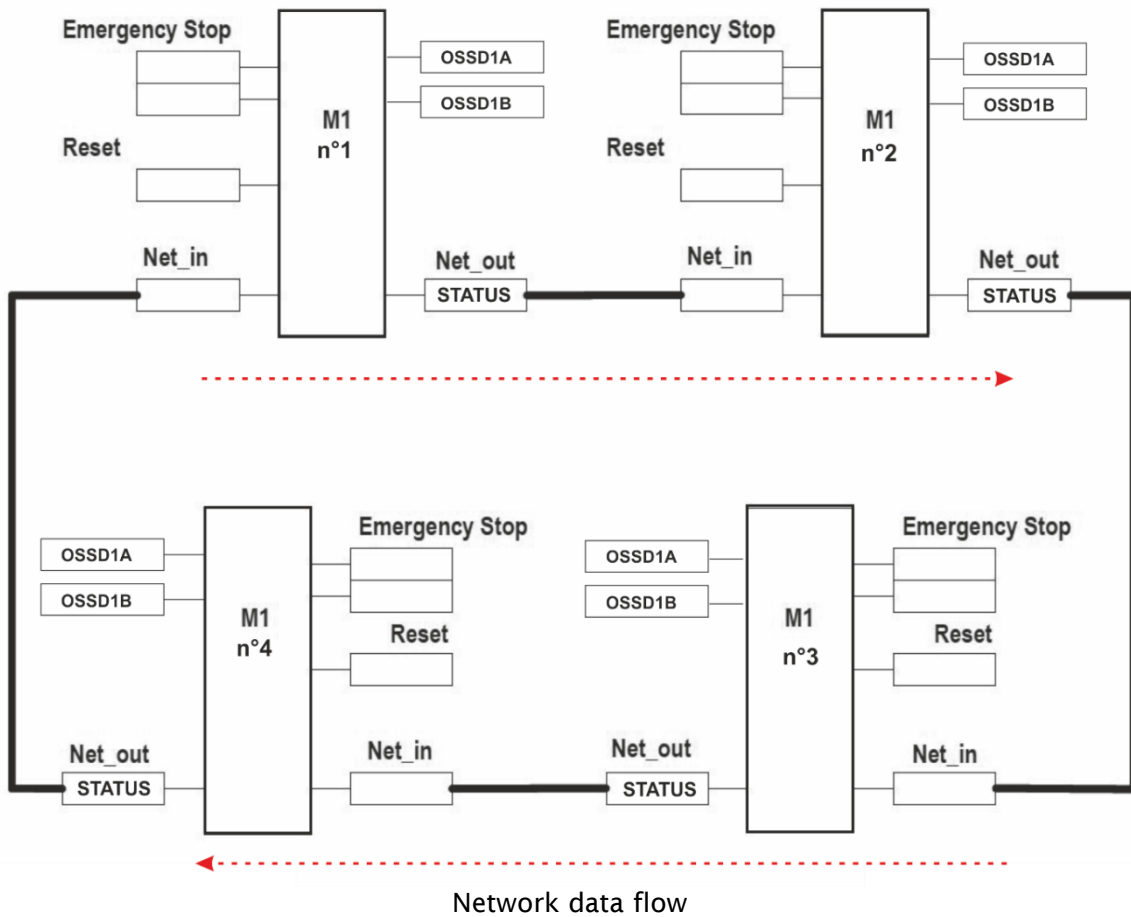 Emergency Stop
OSSD1A
OSSD1B
M1
n°1
Reset
Net_in
Net_out
STATUS
Emergency Stop
OSSD1A
OSSD1B
M1
n°2
Reset
Net_in
Net_out
STATUS
OSSD1A
OSSD1B
M1
n°4
Emergency Stop
Reset
Net_out
STATUS
Net_in
OSSD1A
OSSD1B
M1
n°3
Emergency Stop
Reset
Net_out
STATUS
Net_in
Network data flow